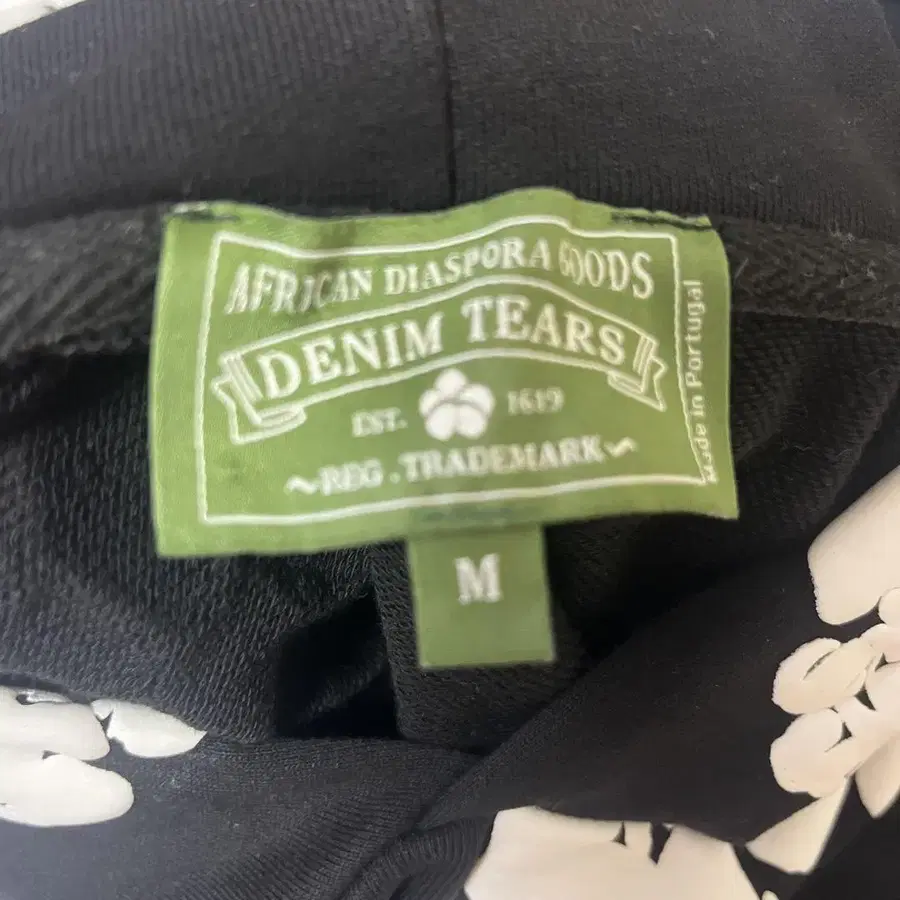 AFRICAN DIASPORA GOODS
DENIM TEARS
EST. 1619
~REG . TRADEMARK~
Made in Portugal
M